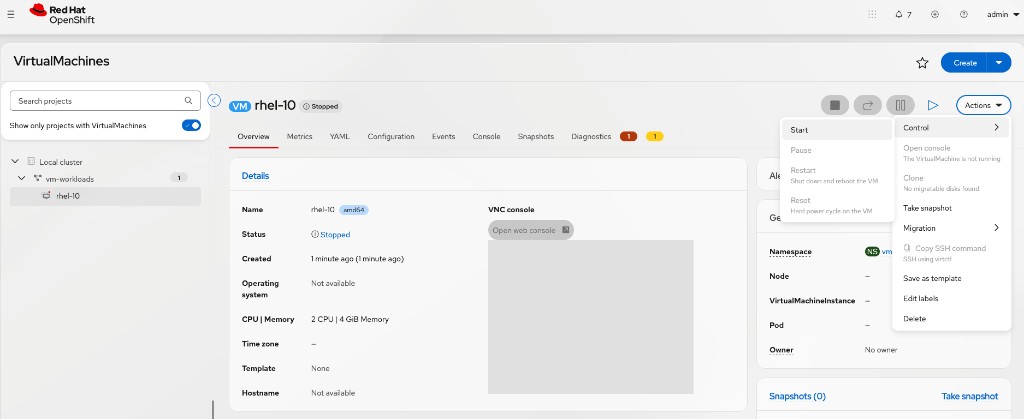 Red Hat
OpenShift
7
admin
VirtualMachines
Create
Search projects
Show only projects with VirtualMachines
Local cluster
vm-workloads
1
rhel-10
VM rhel-10 Stopped
Actions
Overview Metrics YAML Configuration Events Console Snapshots Diagnostics 1 1
Start
Pause
Restart
Shut down and reboot the VM
Reset
Hard power cycle on the VM
Control
Open console
The VirtualMachine is not running
Clone
No migratable disks found
Take snapshot
Migration
Copy SSH command
SSH using virtctl
Save as template
Edit labels
Delete
Details
Name rhel-10 amd64
Status Stopped
Created 1 minute ago (1 minute ago)
Operating system Not available
CPU | Memory 2 CPU | 4 GiB Memory
Time zone –
Template None
Hostname Not available
VNC console
Open web console
Ale
Ge
Namespace NS vm
Node –
VirtualMachineInstance –
Pod –
Owner No owner
Snapshots (0) Take snapshot